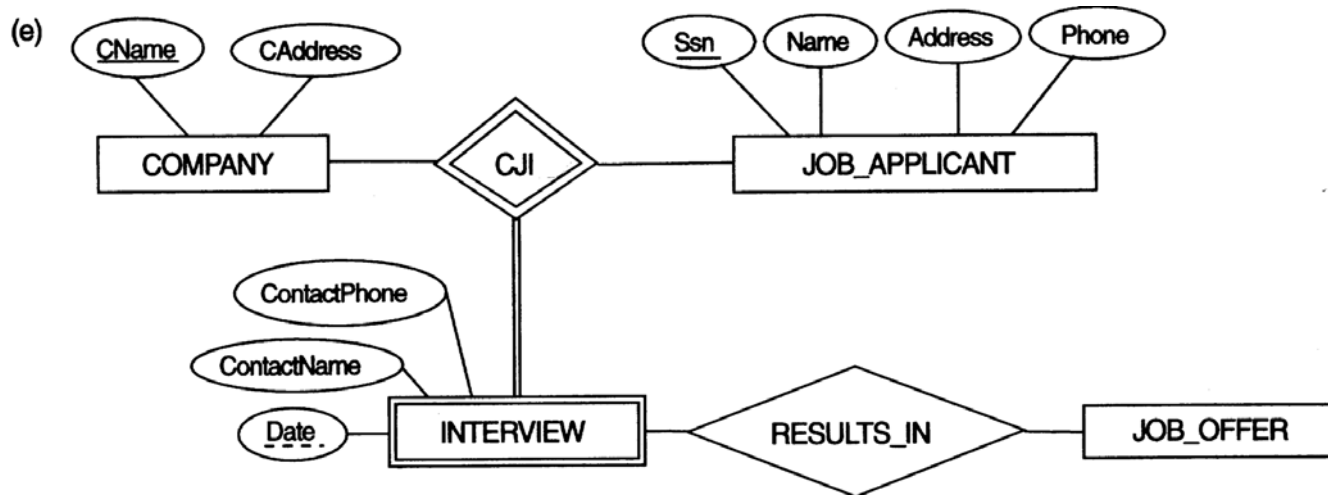 (e)
CName CAddress Ssn Name Address Phone
COMPANY CJI JOB_APPLICANT
ContactPhone
ContactName
Date INTERVIEW RESULTS_IN JOB_OFFER